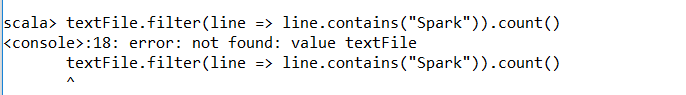 scala> textFile.filter(line => line.contains("Spark")).count()
<console>:18: error: not found: value textFile
       textFile.filter(line => line.contains("Spark")).count()
       ^